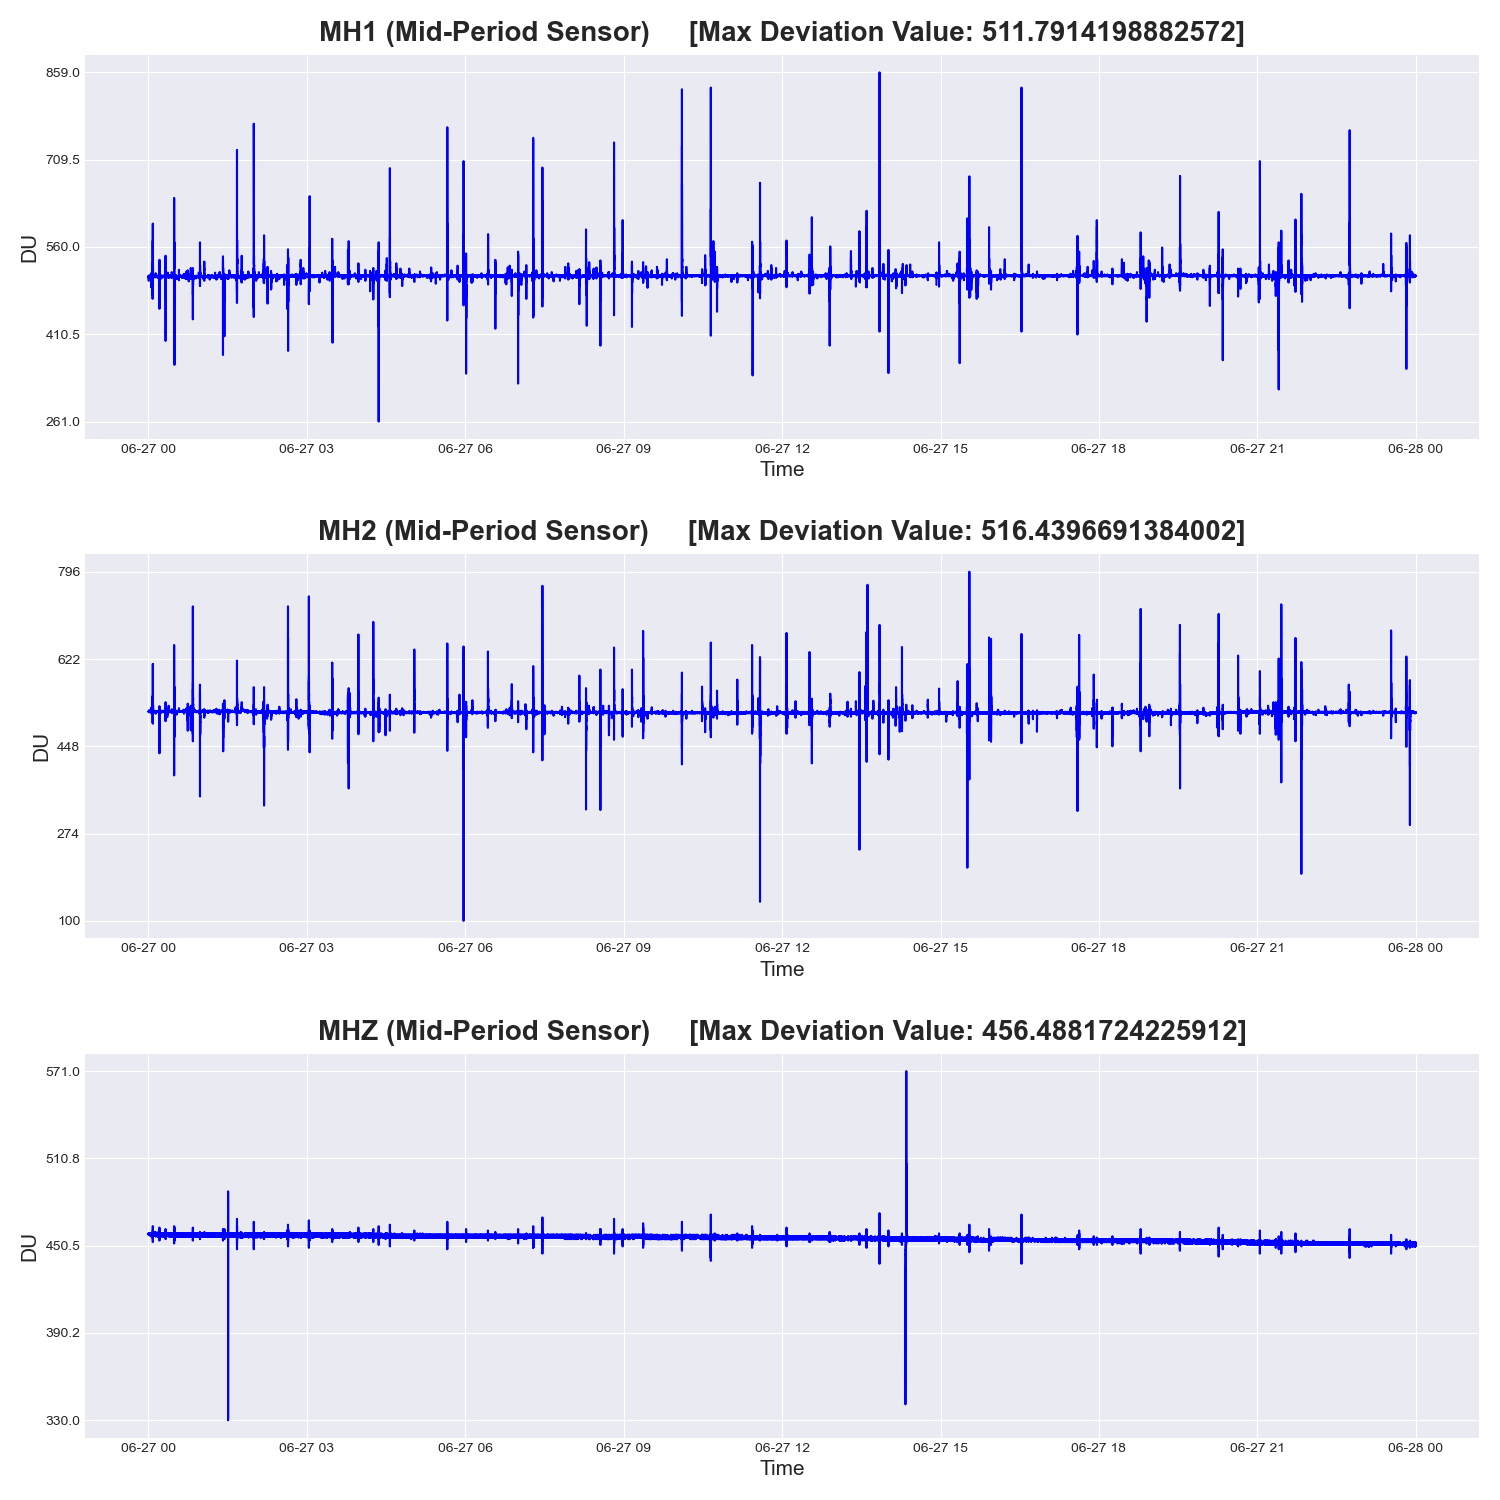 MH1 (Mid-Period Sensor) [Max Deviation Value: 511.7914198882572]
859.0
709.5
560.0
410.5
261.0
DU
06-27 00 06-27 03 06-27 06 06-27 09 06-27 12 06-27 15 06-27 18 06-27 21 06-28 00
Time
MH2 (Mid-Period Sensor) [Max Deviation Value: 516.4396691384002]
796
622
448
274
100
DU
06-27 00 06-27 03 06-27 06 06-27 09 06-27 12 06-27 15 06-27 18 06-27 21 06-28 00
Time
MHZ (Mid-Period Sensor) [Max Deviation Value: 456.4881724225912]
571.0
510.8
450.5
390.2
330.0
DU
06-27 00 06-27 03 06-27 06 06-27 09 06-27 12 06-27 15 06-27 18 06-27 21 06-28 00
Time